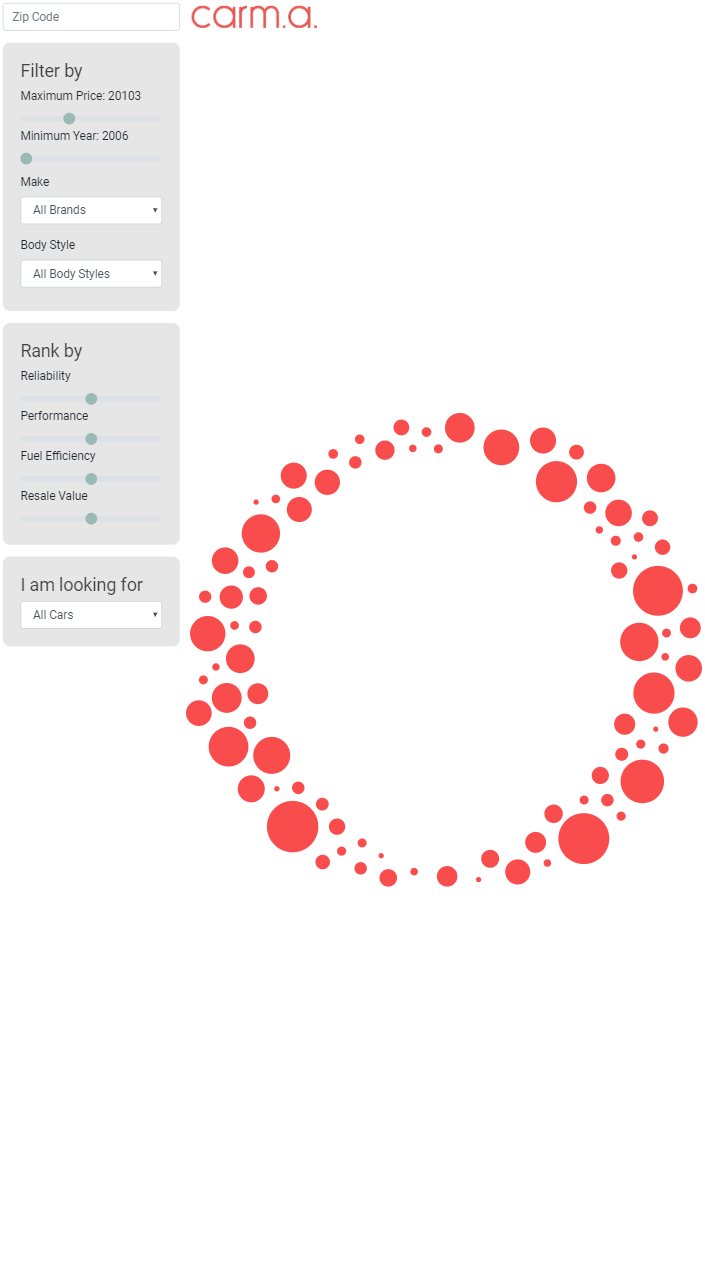 Zip Code
carm.a.
Filter by
Maximum Price: 20103
Minimum Year: 2006
Make
All Brands
Body Style
All Body Styles
Rank by
Reliability
Performance
Fuel Efficiency
Resale Value
I am looking for
All Cars